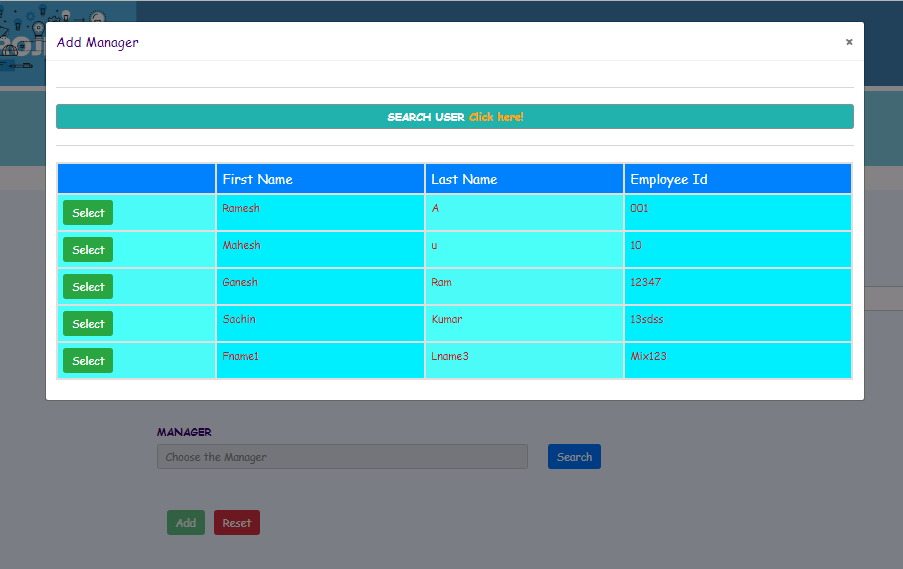 Add Manager ×
SEARCH USER Click here!
First Name Last Name Employee Id
Select Ramesh A 001
Select Mahesh u 10
Select Ganesh Ram 12347
Select Sachin Kumar 13sdss
Select Fname1 Lname3 Mix123
MANAGER
Choose the Manager Search
Add Reset